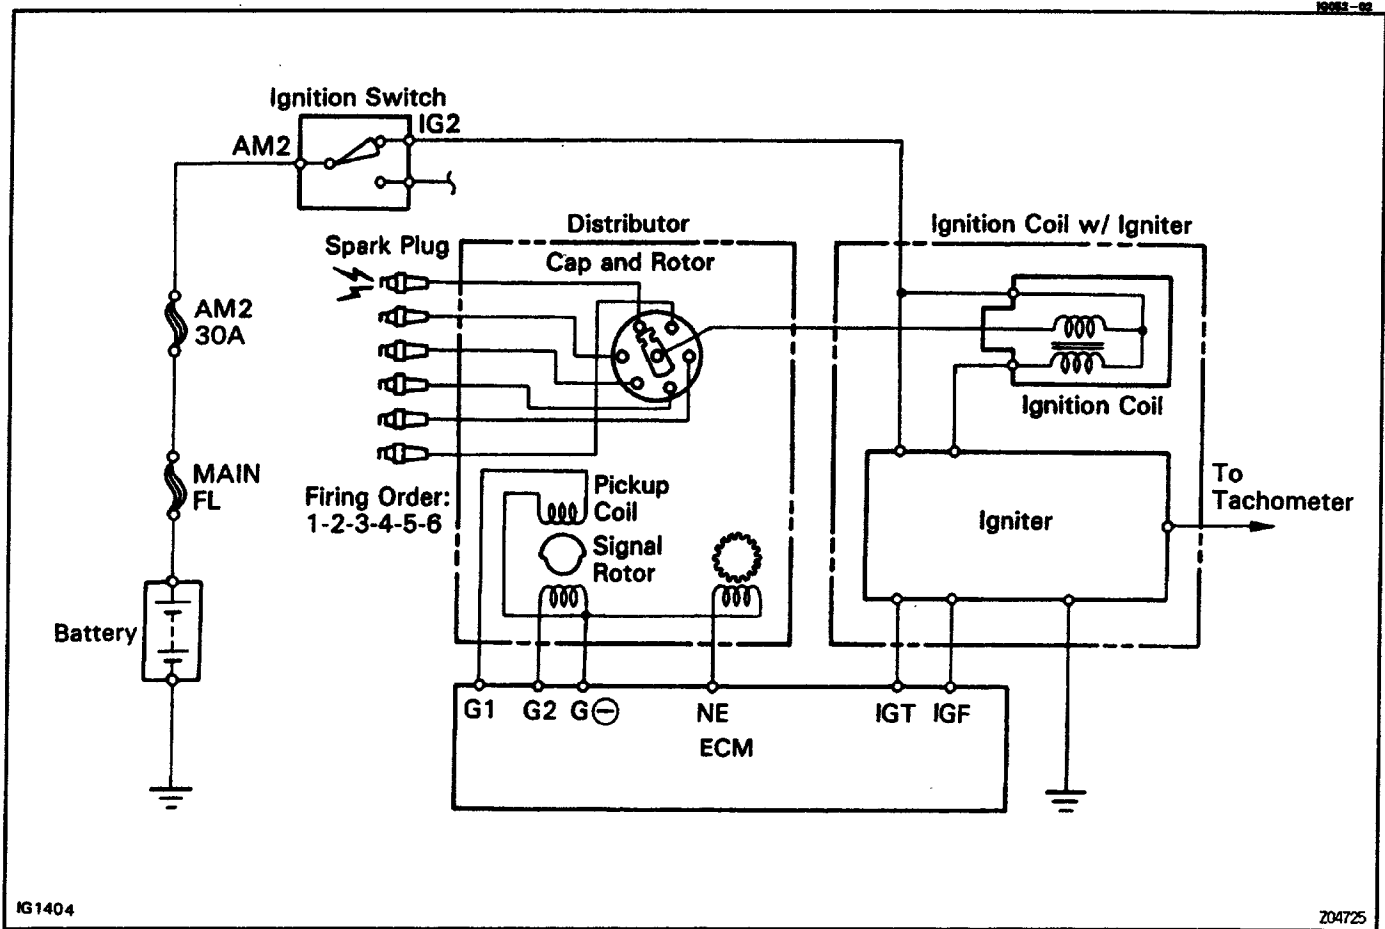 IG052-02
Ignition Switch
IG2
AM2
Distributor
Ignition Coil w/ Igniter
Spark Plug
Cap and Rotor
AM2
30A
Ignition Coil
MAIN
FL
Firing Order:
1-2-3-4-5-6
Pickup
Coil
Signal
Rotor
Igniter
To
Tachometer
Battery
G1
G2
G⊖
NE
IGT
IGF
ECM
IG1404
Z04725